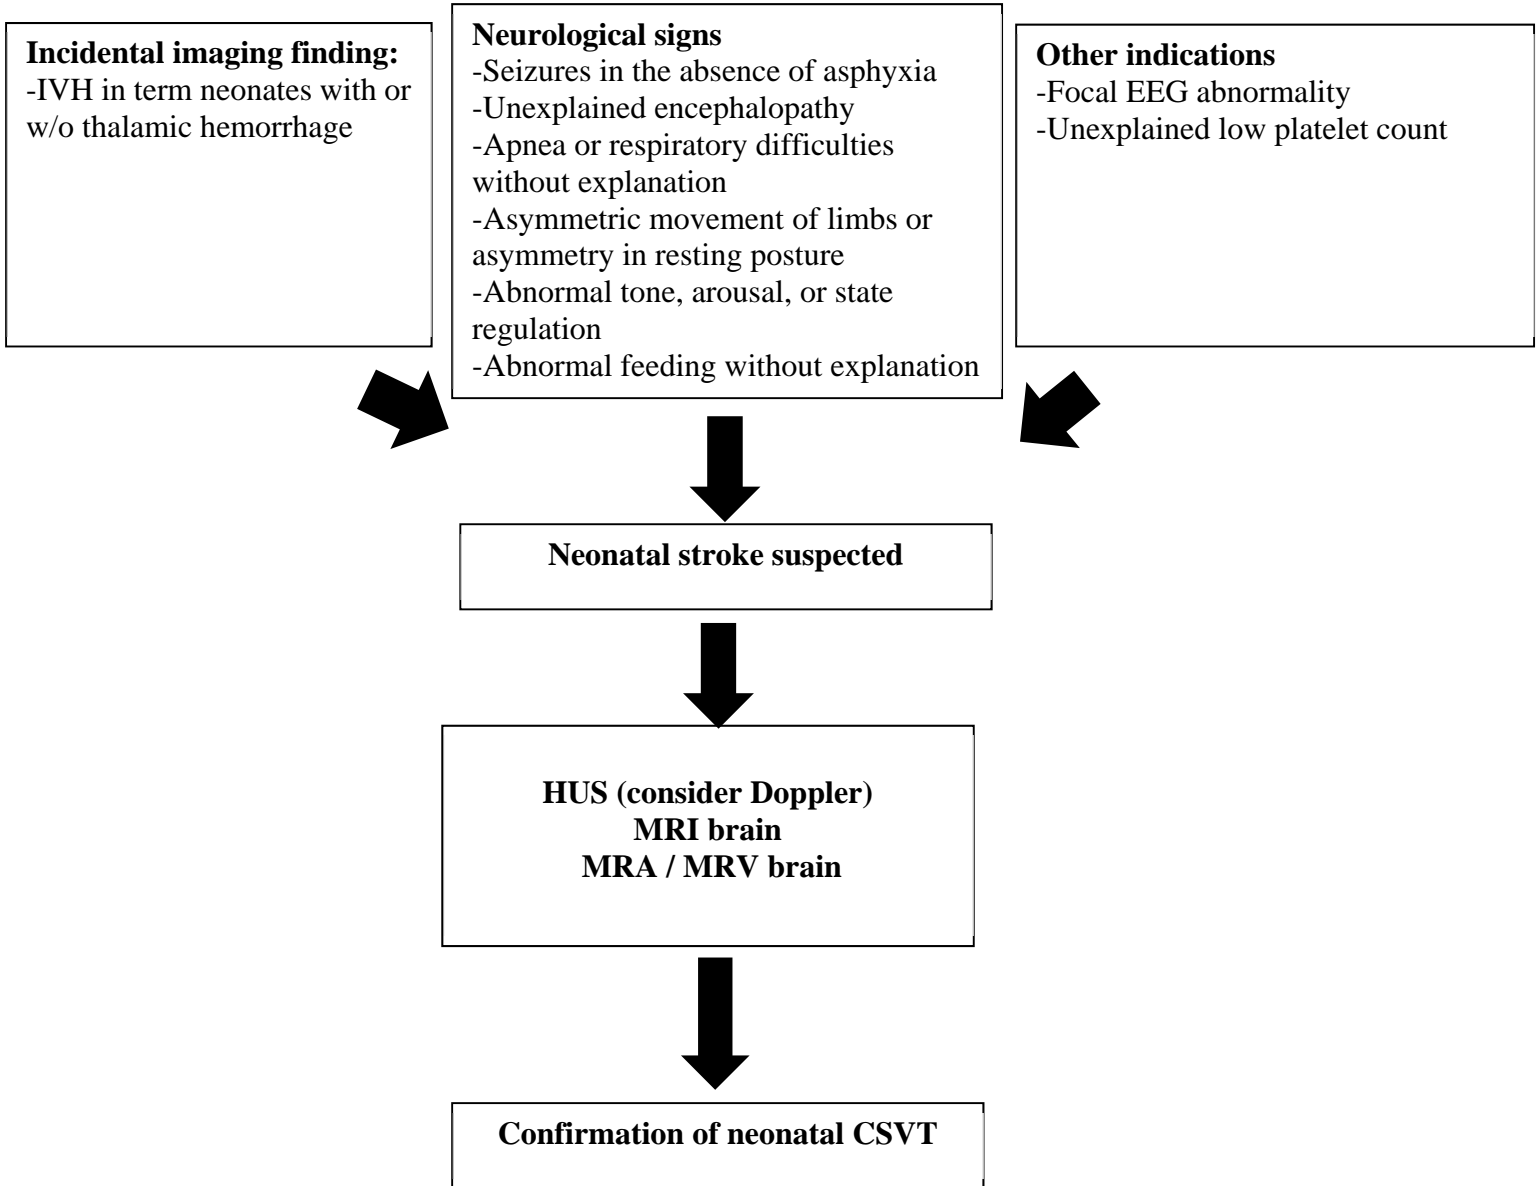 Incidental imaging finding:
-IVH in term neonates with or
w/o thalamic hemorrhage
Neurological signs
-Seizures in the absence of asphyxia
-Unexplained encephalopathy
-Apnea or respiratory difficulties
without explanation
-Asymmetric movement of limbs or
asymmetry in resting posture
-Abnormal tone, arousal, or state
regulation
-Abnormal feeding without explanation
Other indications
-Focal EEG abnormality
-Unexplained low platelet count
Neonatal stroke suspected
HUS (consider Doppler)
MRI brain
MRA / MRV brain
Confirmation of neonatal CSVT